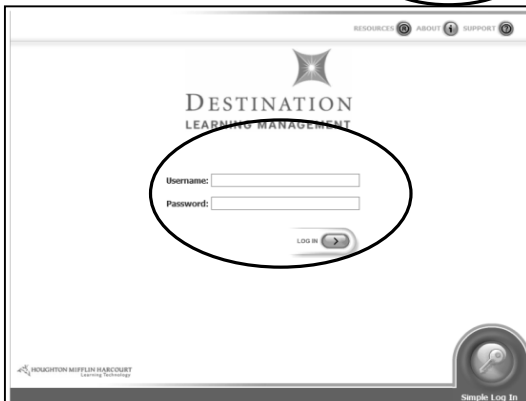 RESOURCES ABOUT SUPPORT
DESTINATION
LEARNING MANAGEMENT
Username:
Password:
LOG IN
HOUGHTON MIFFLIN HARCOURT
Learning Technology
Simple Log In